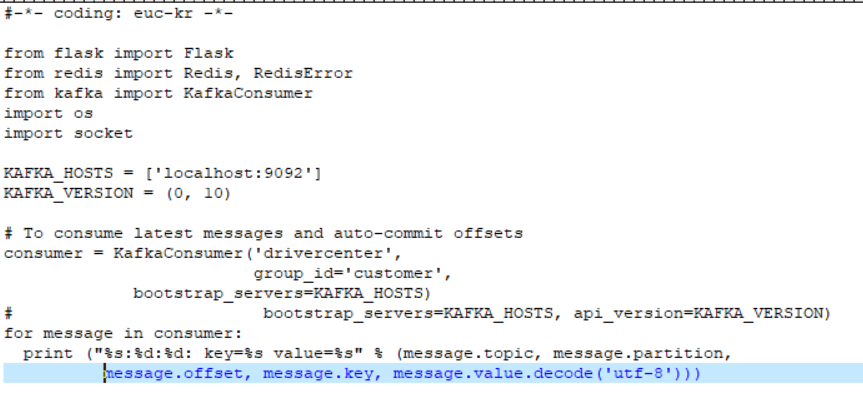 #-*- coding: euc-kr -*-

from flask import Flask
from redis import Redis, RedisError
from kafka import KafkaConsumer
import os
import socket

KAFKA_HOSTS = ['localhost:9092']
KAFKA_VERSION = (0, 10)

# To consume latest messages and auto-commit offsets
consumer = KafkaConsumer('drivercenter',
                         group_id='customer',
             bootstrap_servers=KAFKA_HOSTS)
#                         bootstrap_servers=KAFKA_HOSTS, api_version=KAFKA_VERSION)
for message in consumer:
  print ("%s:%d:%d: key=%s value=%s" % (message.topic, message.partition,
          message.offset, message.key, message.value.decode('utf-8')))